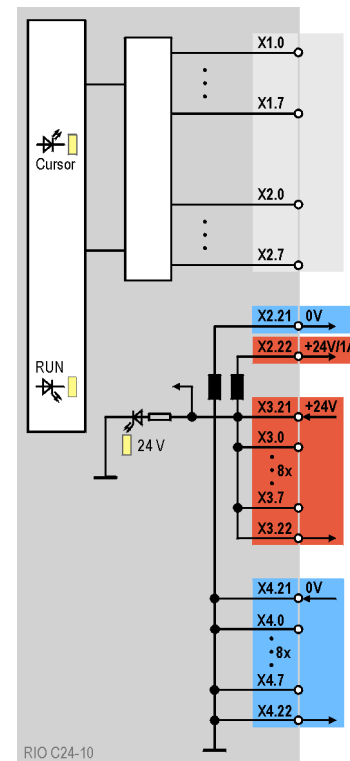 X1.0
X1.7
Cursor
X2.0
X2.7
X2.21 0V
X2.22 +24V/1A
RUN
X3.21 +24V
24 V
X3.0
8x
X3.7
X3.22
X4.21 0V
X4.0
8x
X4.7
X4.22
RIO C24-10